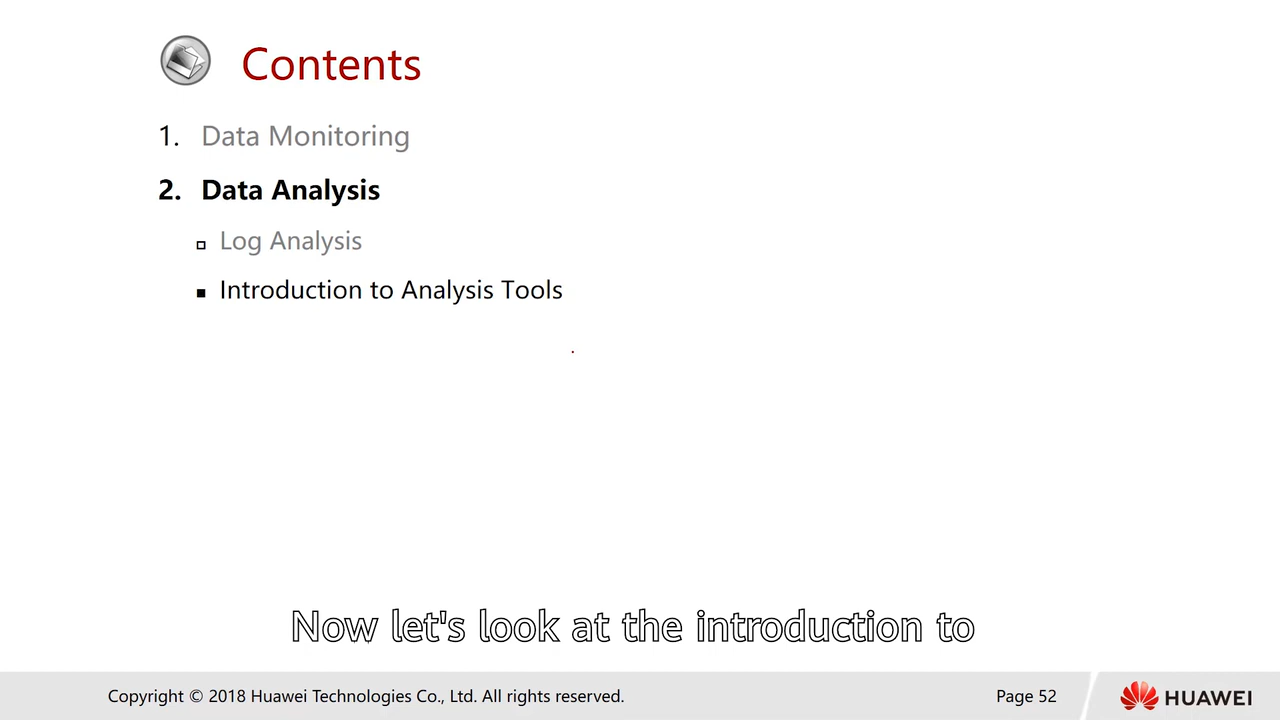 Contents
1. Data Monitoring
2. Data Analysis
Log Analysis
Introduction to Analysis Tools
Now let's look at the introduction to
Copyright © 2018 Huawei Technologies Co., Ltd. All rights reserved.
Page 52
HUAWEI